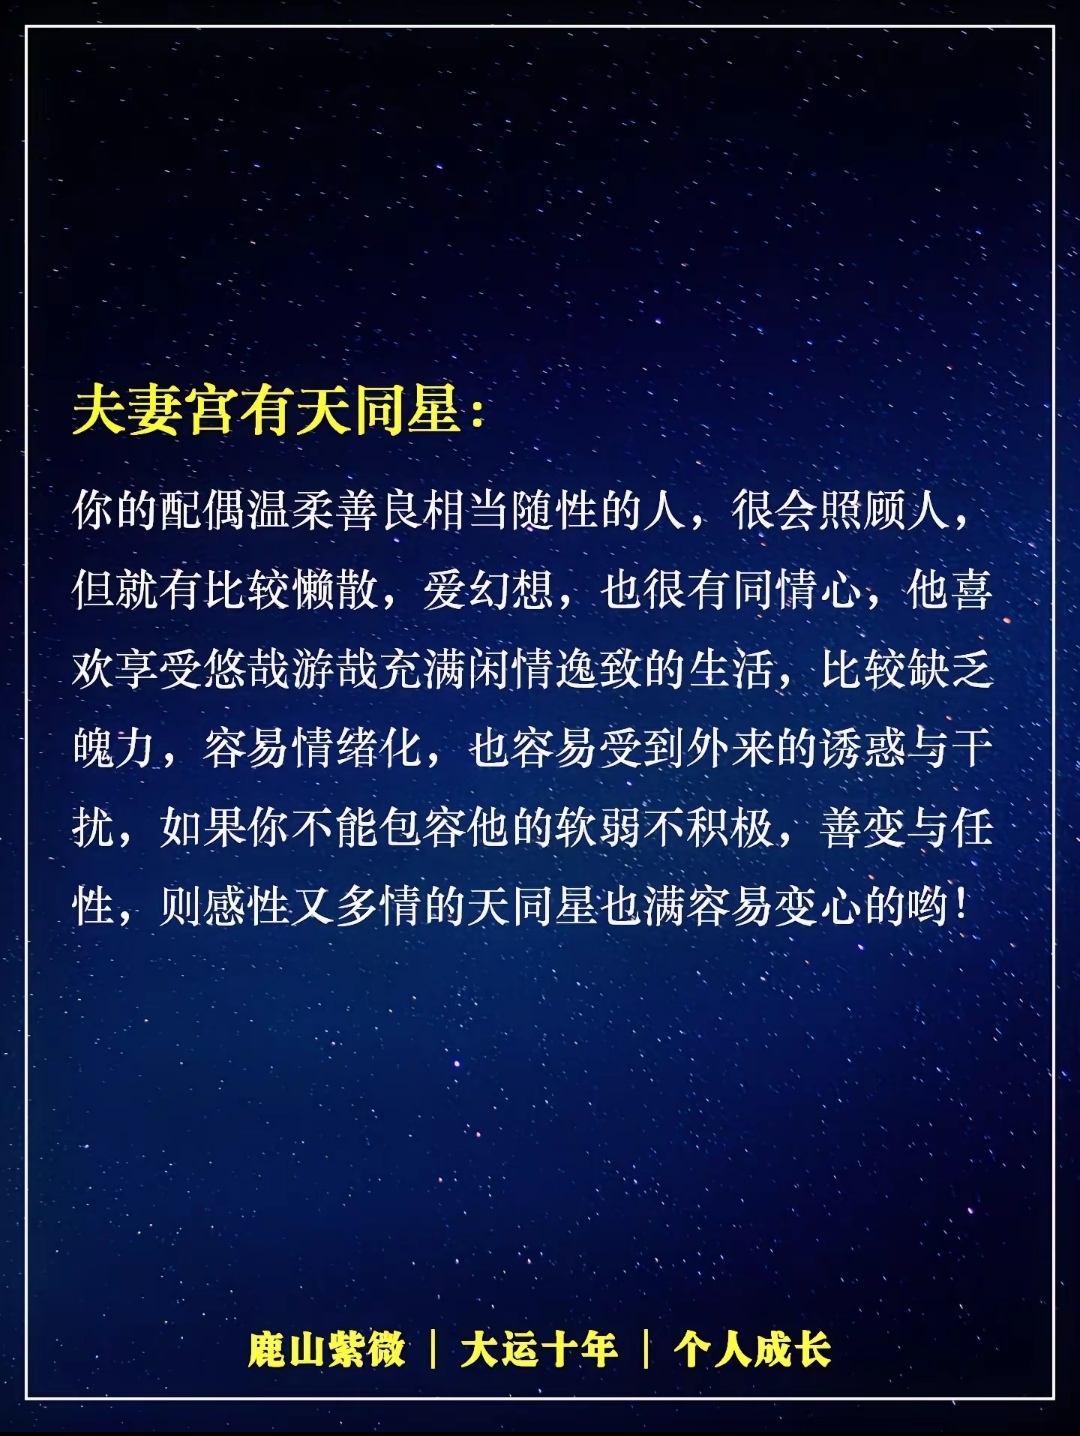 夫妻宫有天同星：
你的配偶温柔善良相当随性的人，很会照顾人，
但就有比较懒散，爱幻想，也很有同情心，他喜
欢享受悠哉游哉充满闲情逸致的生活，比较缺乏
魄力，容易情绪化，也容易受到外来的诱惑与干
扰，如果你不能包容他的软弱不积极，善变与任
性，则感性又多情的天同星也满容易变心的哟！
鹿山紫微｜大运十年｜个人成长